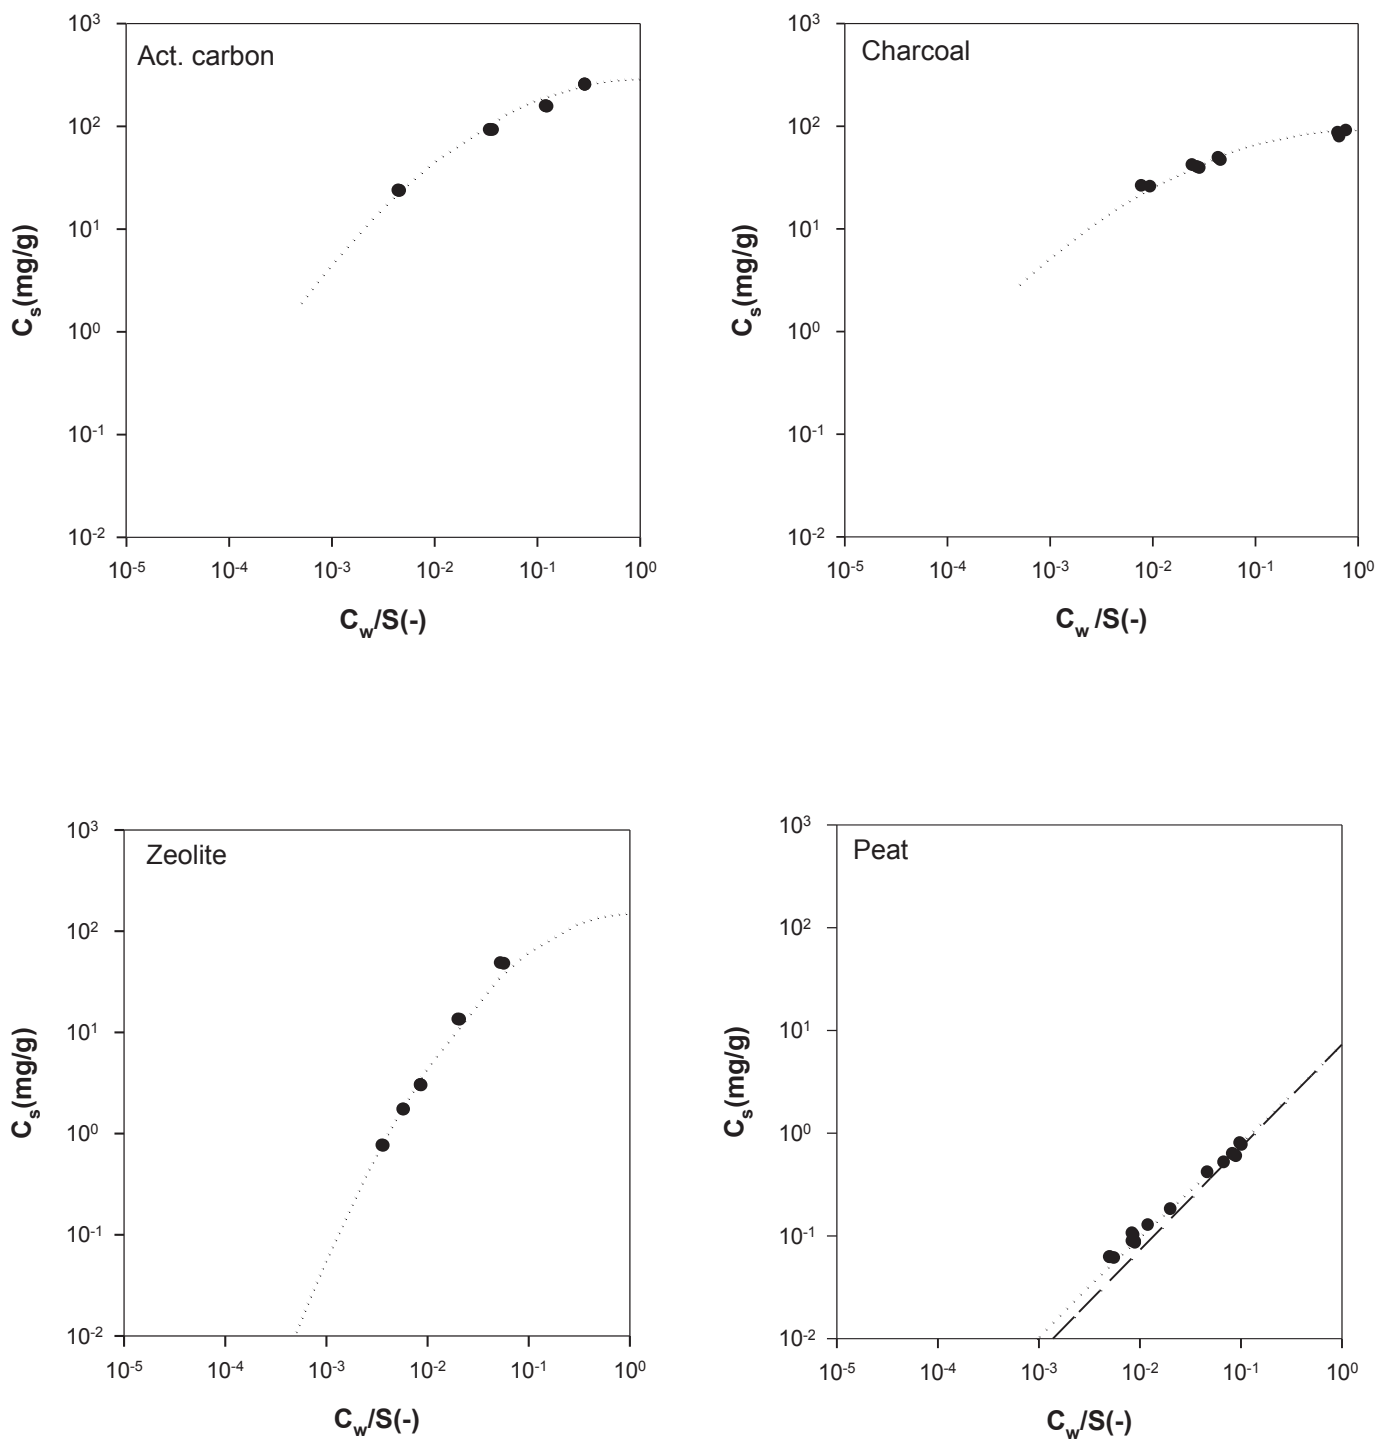 Act. carbon
10³
10²
10¹
10⁰
10⁻¹
10⁻²
C_s(mg/g)
10⁻⁵ 10⁻⁴ 10⁻³ 10⁻² 10⁻¹ 10⁰
C_w/S(-)
Charcoal
10³
10²
10¹
10⁰
10⁻¹
10⁻²
C_s(mg/g)
10⁻⁵ 10⁻⁴ 10⁻³ 10⁻² 10⁻¹ 10⁰
C_w /S(-)
Zeolite
10³
10²
10¹
10⁰
10⁻¹
10⁻²
C_s(mg/g)
10⁻⁵ 10⁻⁴ 10⁻³ 10⁻² 10⁻¹ 10⁰
C_w/S(-)
Peat
10³
10²
10¹
10⁰
10⁻¹
10⁻²
C_s(mg/g)
10⁻⁵ 10⁻⁴ 10⁻³ 10⁻² 10⁻¹ 10⁰
C_w/S(-)